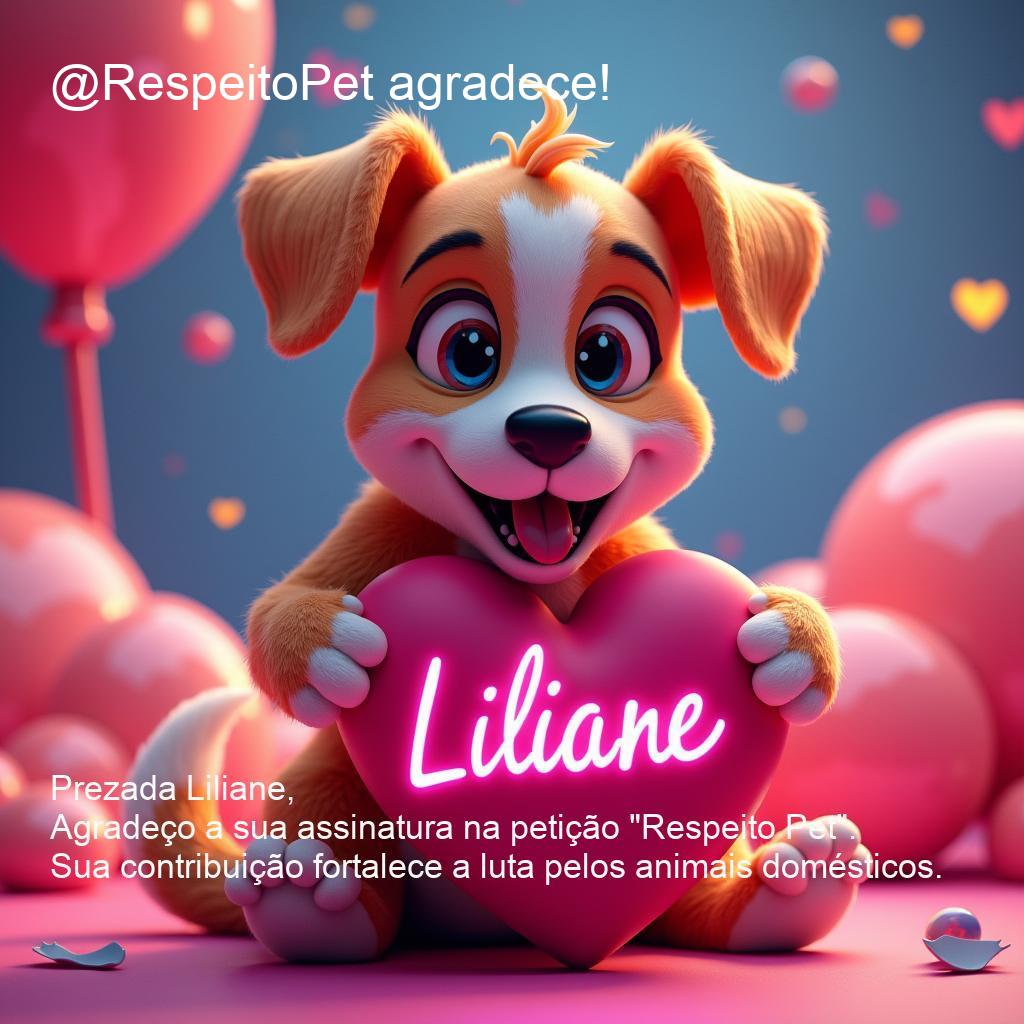 @RespeitoPet agradece!
Liliane
Prezada Liliane,
Agradeço a sua assinatura na petição "Respeito Pet".
Sua contribuição fortalece a luta pelos animais domésticos.